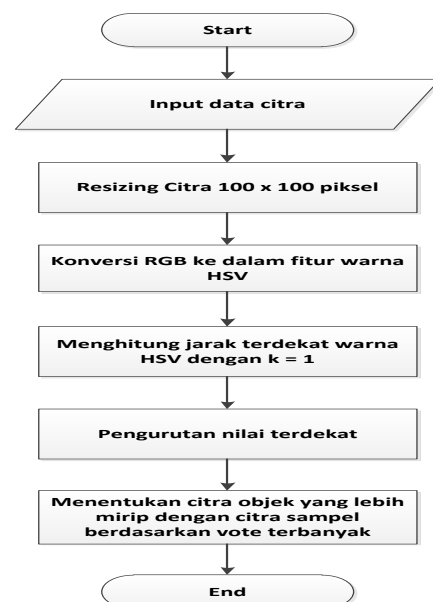 Start
Input data citra
Resizing Citra 100 x 100 piksel
Konversi RGB ke dalam fitur warna
HSV
Menghitung jarak terdekat warna
HSV dengan k = 1
Pengurutan nilai terdekat
Menentukan citra objek yang lebih
mirip dengan citra sampel
berdasarkan vote terbanyak
End